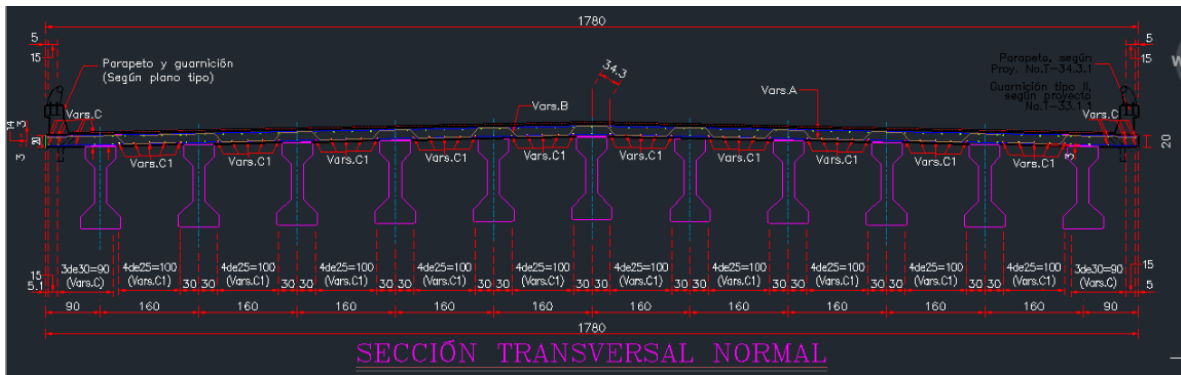 1780
5
5
15
15
34.3
Parapeto y guarnición
(Según plano tipo)
Parapeto, según
Proy. No.T-34.3.1
Guarnición tipo II,
según proyecto
No.T-33.1.1
Vars.B
Vars.A
Vars.C
Vars.C
14
3
20
3
3
20
Vars.C1
Vars.C1
Vars.C1
Vars.C1
Vars.C1
Vars.C1
Vars.C1
Vars.C1
Vars.C1
Vars.C1
3de30=90
(Vars.C)
4de25=100
(Vars.C1)
4de25=100
(Vars.C1)
4de25=100
(Vars.C1)
4de25=100
(Vars.C1)
4de25=100
(Vars.C1)
4de25=100
(Vars.C1)
4de25=100
(Vars.C1)
4de25=100
(Vars.C1)
4de25=100
(Vars.C1)
4de25=100
(Vars.C1)
3de30=90
(Vars.C)
15
5.1
30 30 30 30 30 30 30 30 30 30 30 30 30 30 30 30 30 30
15
5
90 160 160 160 160 160 160 160 160 160 160 90
1780
SECCIÓN TRANSVERSAL NORMAL